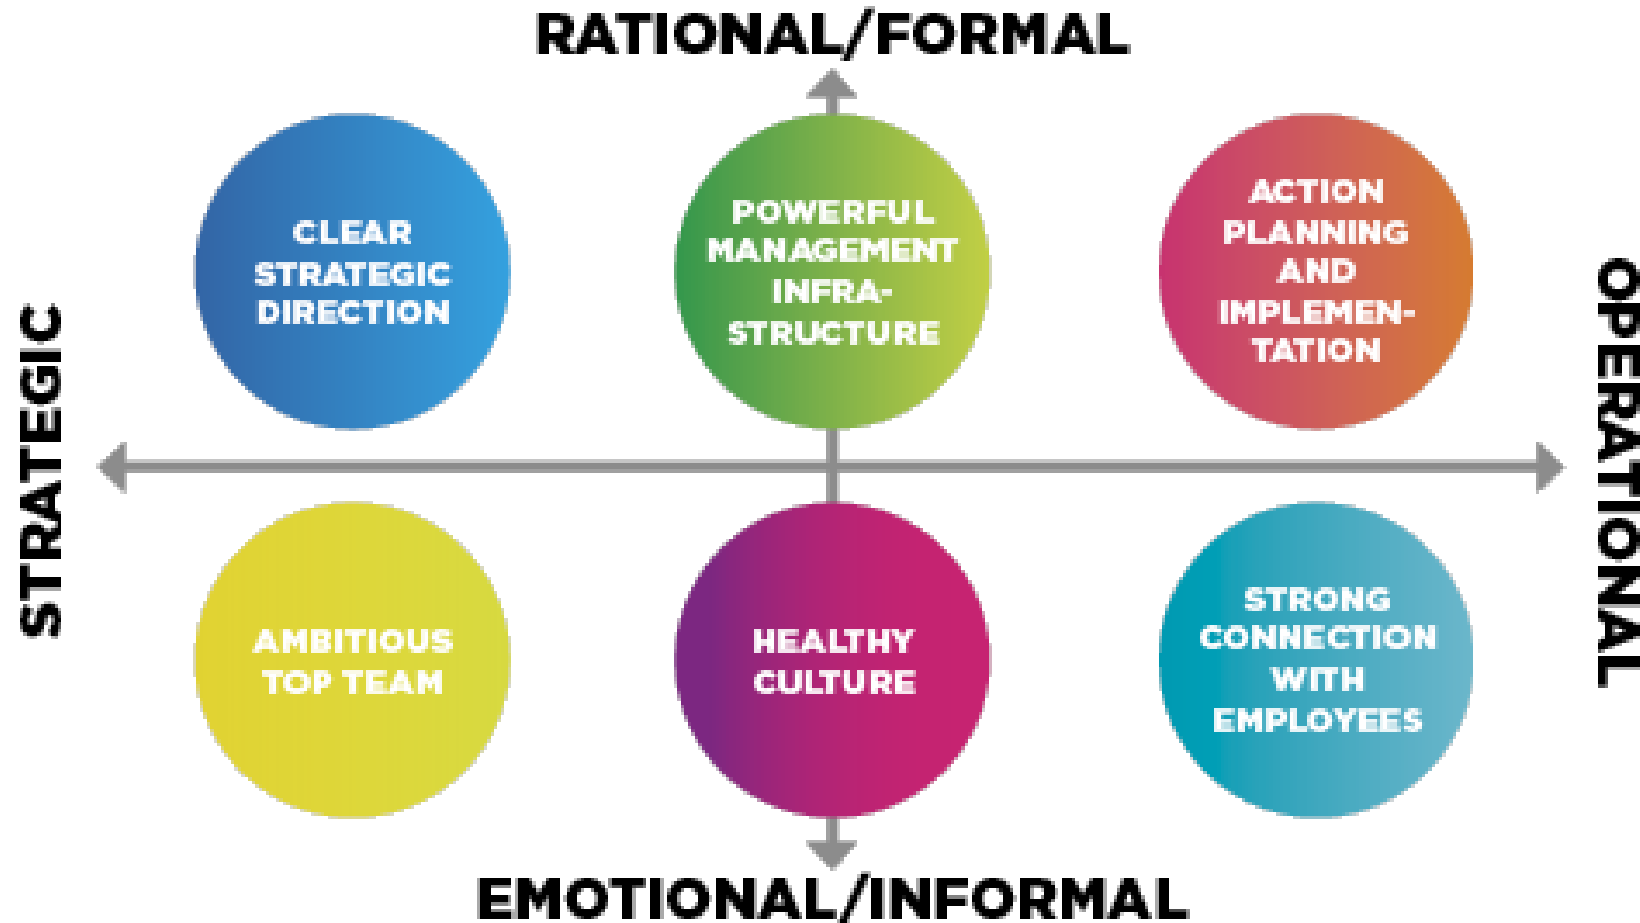 RATIONAL/FORMAL
CLEAR
STRATEGIC
DIRECTION
POWERFUL
MANAGEMENT
INFRA-
STRUCTURE
ACTION
PLANNING
AND
IMPLEMEN-
TATION
STRATEGIC
OPERATIONAL
AMBITIOUS
TOP TEAM
HEALTHY
CULTURE
STRONG
CONNECTION
WITH
EMPLOYEES
EMOTIONAL/INFORMAL